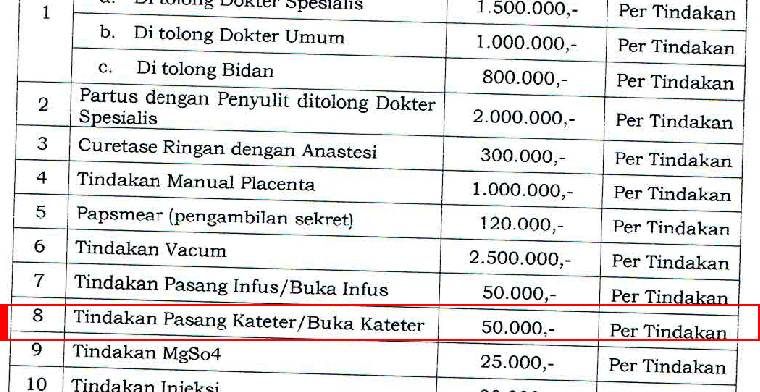 1
a. Di tolong Dokter Spesialis 1.500.000,- Per Tindakan
b. Di tolong Dokter Umum 1.000.000,- Per Tindakan
c. Di tolong Bidan 800.000,- Per Tindakan
2 Partus dengan Penyulit ditolong Dokter Spesialis 2.000.000,- Per Tindakan
3 Curetase Ringan dengan Anastesi 300.000,- Per Tindakan
4 Tindakan Manual Placenta 1.000.000,- Per Tindakan
5 Papsmear (pengambilan sekret) 120.000,- Per Tindakan
6 Tindakan Vacum 2.500.000,- Per Tindakan
7 Tindakan Pasang Infus/Buka Infus 50.000,- Per Tindakan
8 Tindakan Pasang Kateter/Buka Kateter 50.000,- Per Tindakan
9 Tindakan MgSo4 25.000,- Per Tindakan
10 Tindakan Injeksi